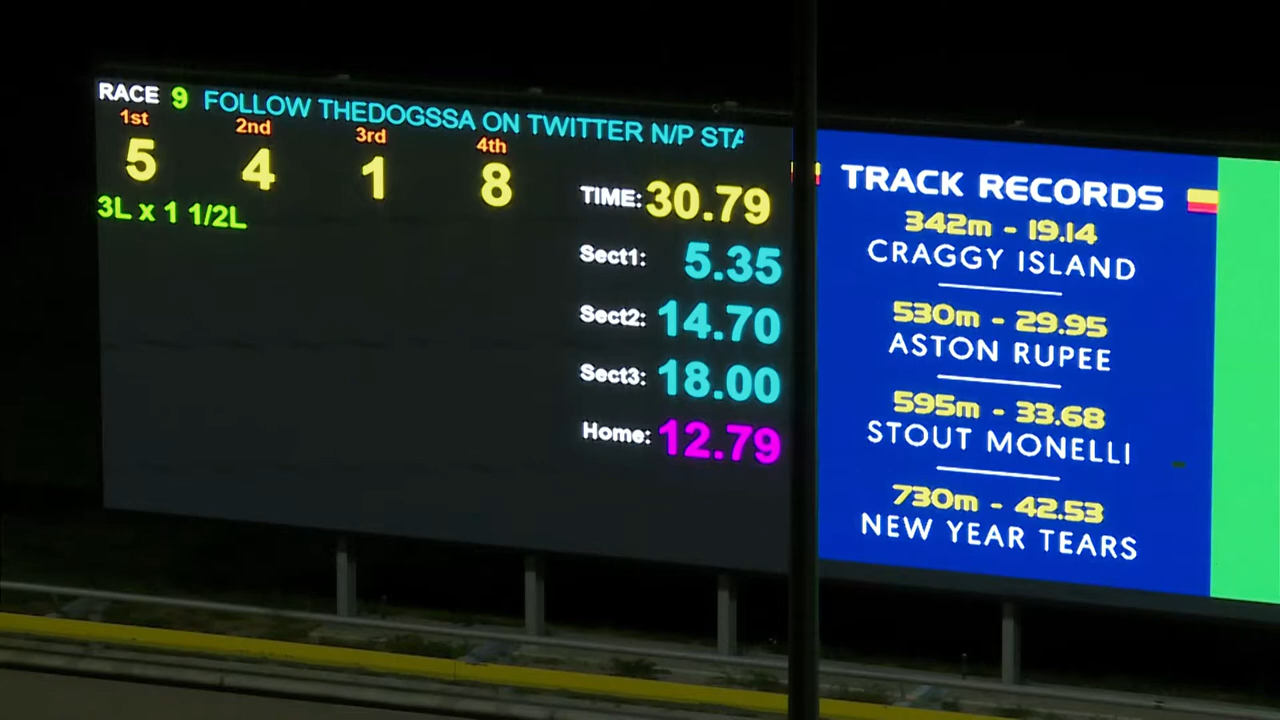 RACE 9 FOLLOW THEDOGSSA ON TWITTER N/P
1st 2nd 3rd 4th
5 4 1 8
3L x 1 1/2L
TIME: 30.79
Sect1: 5.35
Sect2: 14.70
Sect3: 18.00
Home: 12.79
TRACK RECORDS
342m - 19.14
CRAGGY ISLAND
530m - 29.95
ASTON RUPEE
595m - 33.68
STOUT MONELLI
730m - 42.53
NEW YEAR TEARS